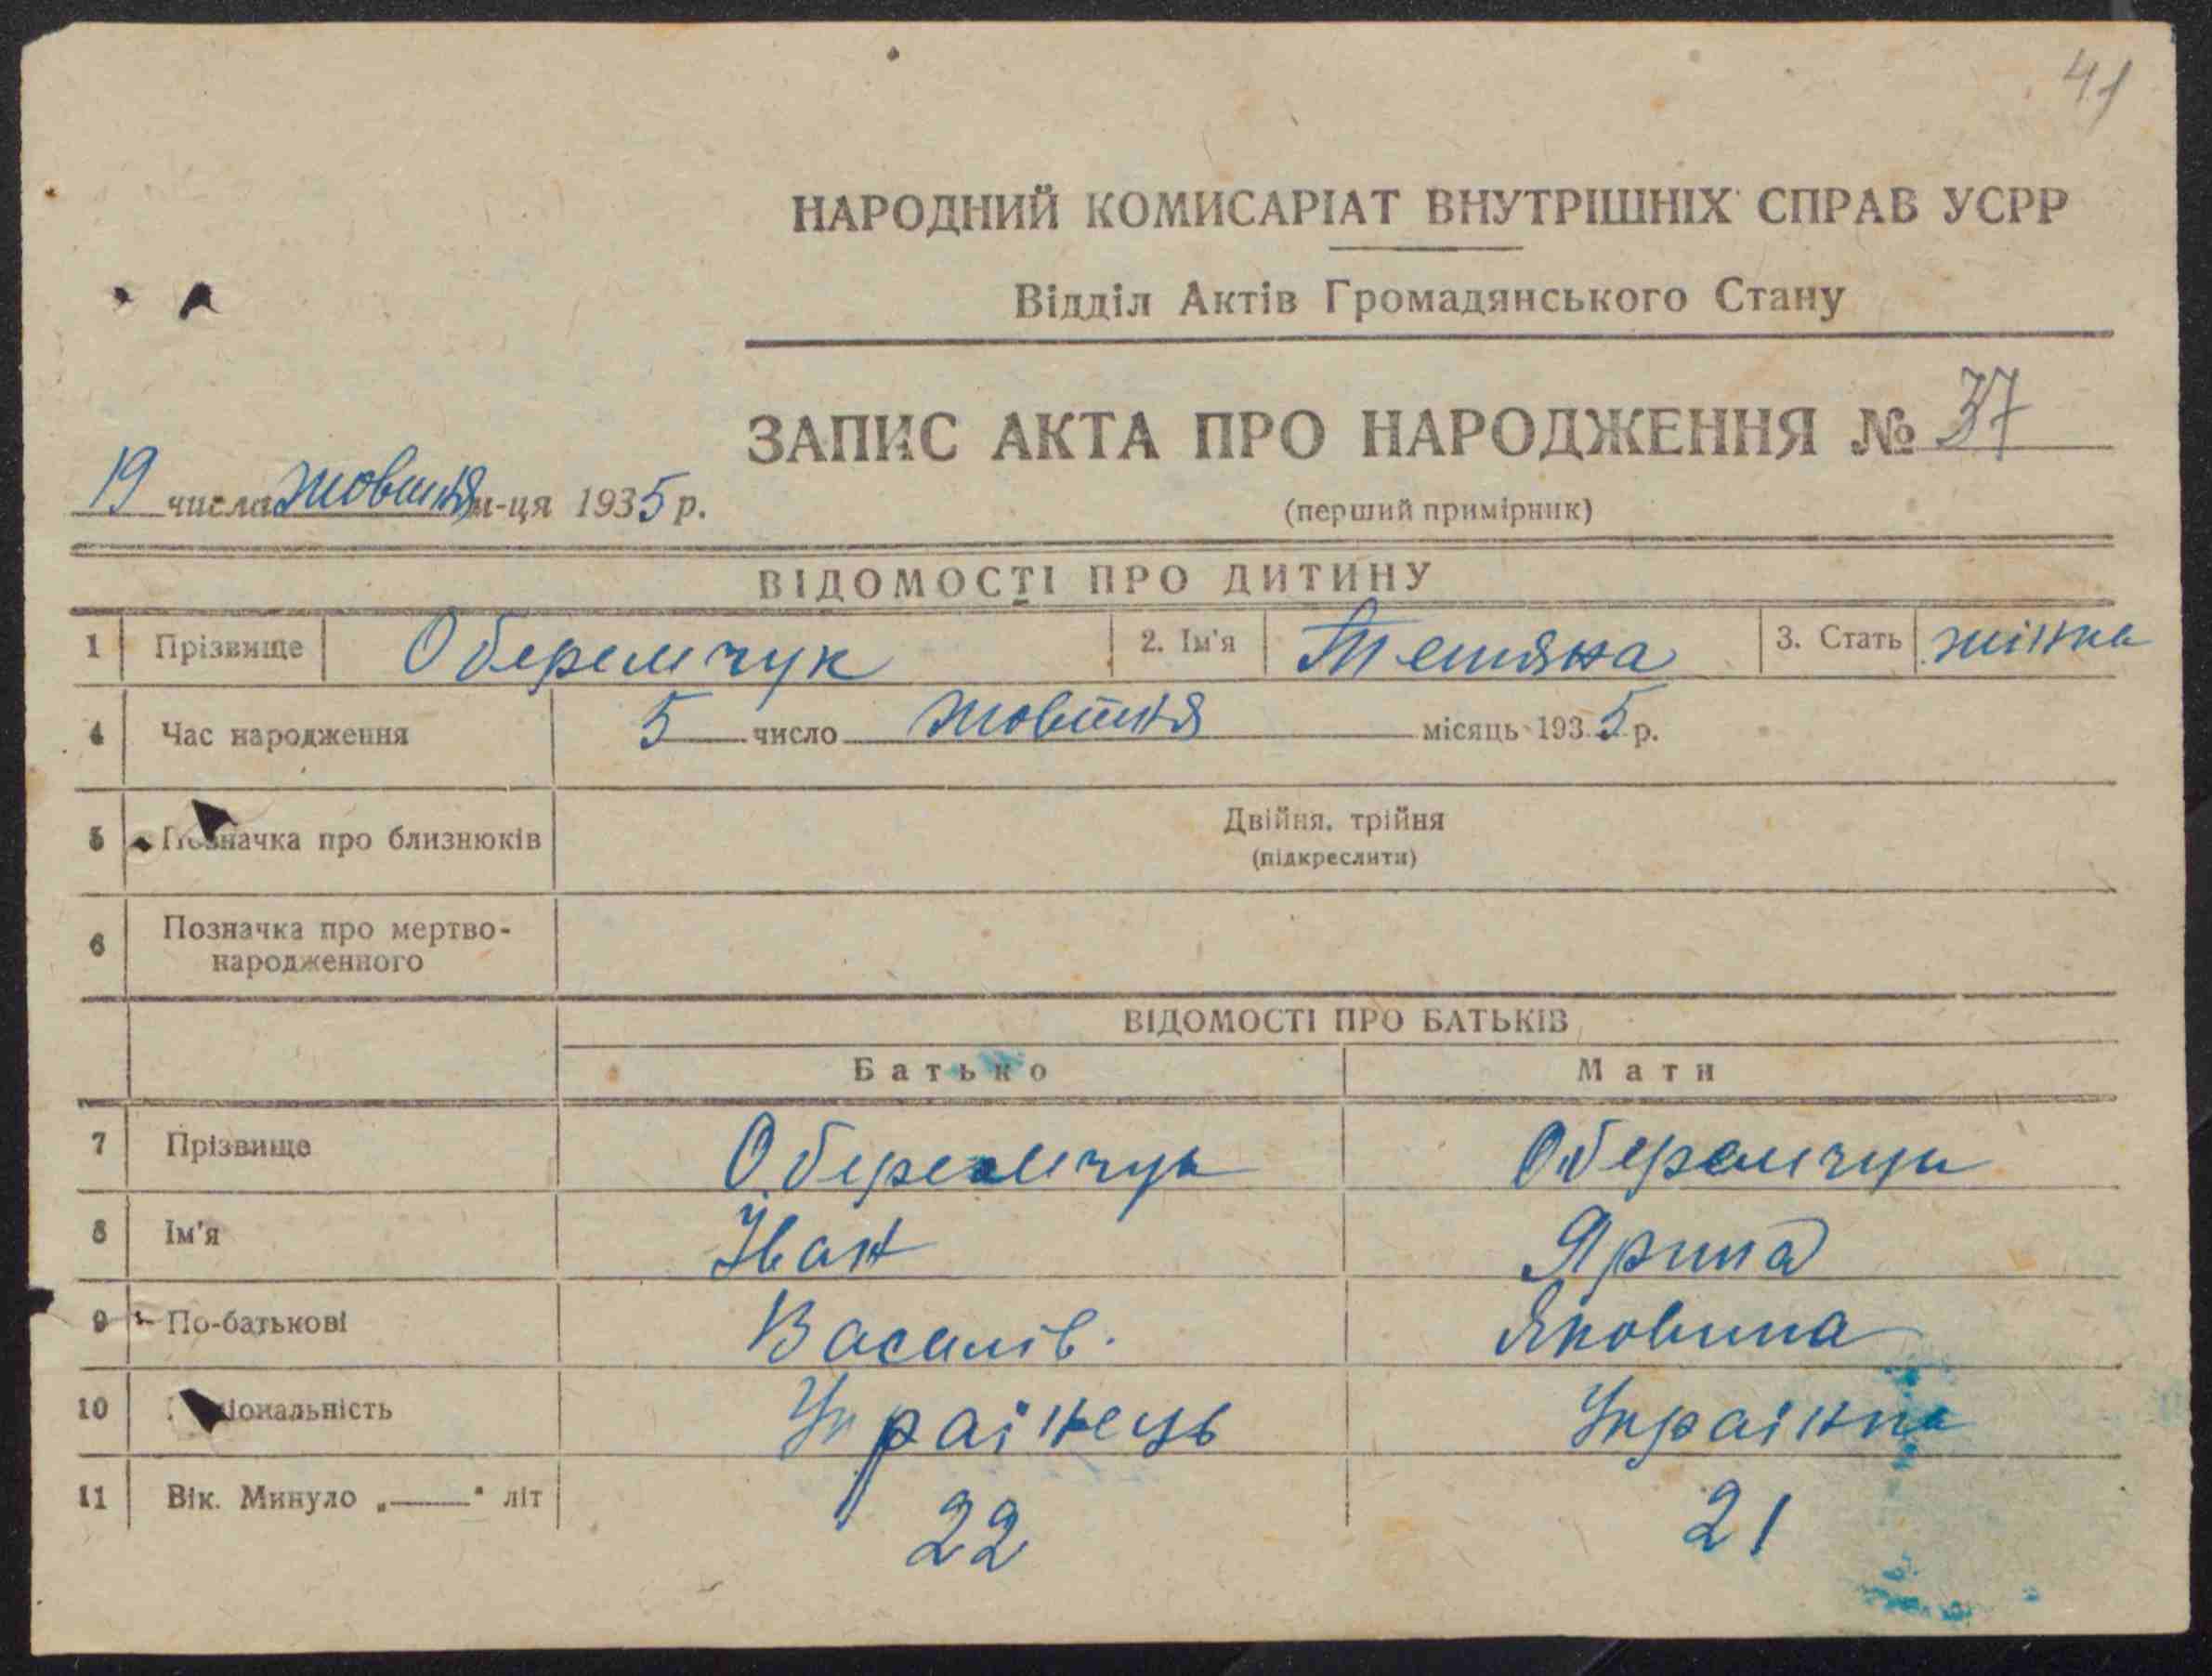 41
НАРОДНИЙ КОМИСАРІАТ ВНУТРІШНІХ СПРАВ УСРР
Відділ Актів Громадянського Стану
ЗАПИС АКТА ПРО НАРОДЖЕННЯ № 37
19 числа жовтня м-ця 1935 р.
(перший примірник)
ВІДОМОСТІ ПРО ДИТИНУ
1 Прізвище Оберемчук 2. Ім'я Тетяна 3. Стать жінка
4 Час народження 5 число жовтня місяць 1935 р.
5 Позначка про близнюків Двійня, трійня
(підкреслити)
6 Позначка про мертво-
народженного
ВІДОМОСТІ ПРО БАТЬКІВ
Батько Мати
7 Прізвище Оберемчук Оберемчук
8 Ім'я Іван Ярина
9 По-батькові Василів. Яковина
10 Національність Українець Українка
11 Вік. Минуло „——" літ 22 21